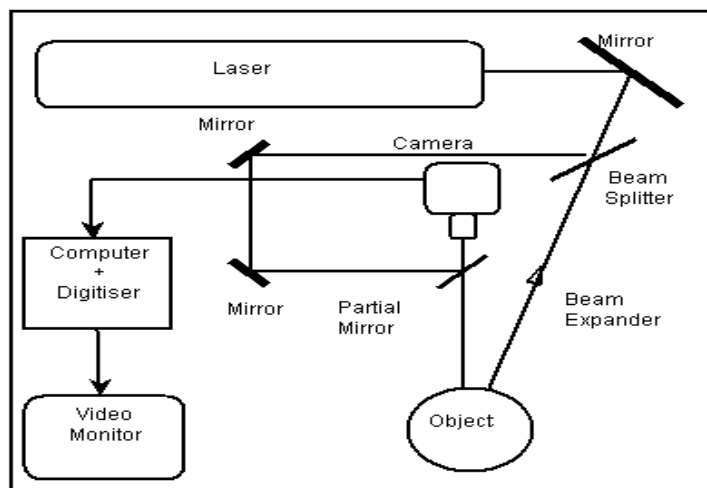 Mirror
Laser
Mirror
Camera
Beam
Splitter
Computer
+
Digitiser
Mirror
Partial
Mirror
Beam
Expander
Video
Monitor
Object